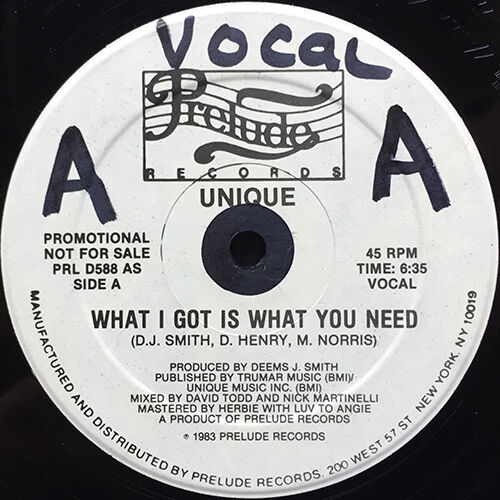 VOCAL
A
A
Prelude
RECORDS
UNIQUE
PROMOTIONAL
NOT FOR SALE
PRL D588 AS
SIDE A
45 RPM
TIME: 6:35
VOCAL
WHAT I GOT IS WHAT YOU NEED
(D.J. SMITH, D. HENRY, M. NORRIS)
PRODUCED BY DEEMS J. SMITH
PUBLISHED BY TRUMAR MUSIC (BMI)/
UNIQUE MUSIC INC. (BMI)
MIXED BY DAVID TODD AND NICK MARTINELLI
MASTERED BY HERBIE WITH LUV TO ANGIE
A PRODUCT OF PRELUDE RECORDS
℗ 1983 PRELUDE RECORDS
MANUFACTURED AND DISTRIBUTED BY PRELUDE RECORDS, 200 WEST 57 ST. NEW YORK, NY 10019